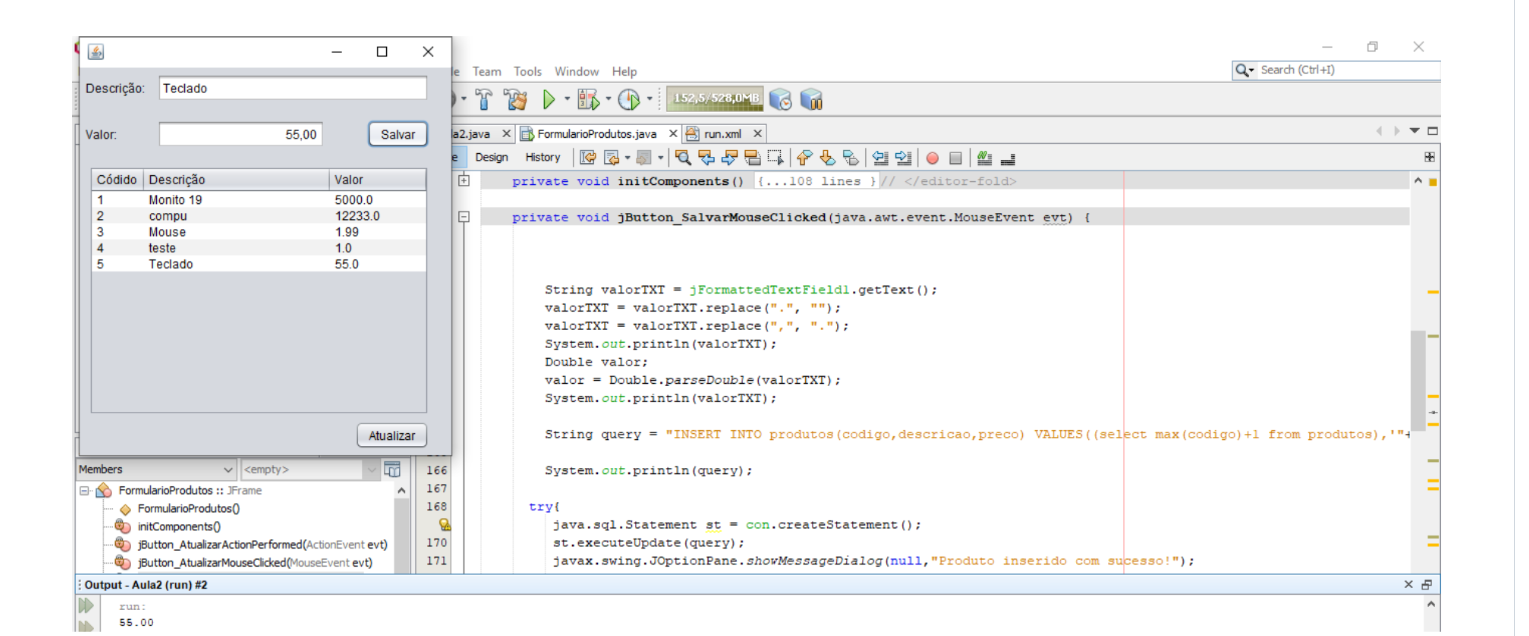 le Team Tools Window Help
Search (Ctrl+I)
Descrição: Teclado
152,5/528,0MB
Valor: 55,00 Salvar
a2.java FormularioProdutos.java run.xml
e Design History
Códido Descrição Valor
1 Monito 19 5000.0
2 compu 12233.0
3 Mouse 1.99
4 teste 1.0
5 Teclado 55.0
Atualizar
private void initComponents() {...108 lines }// </editor-fold>
private void jButton_SalvarMouseClicked(java.awt.event.MouseEvent evt) {
String valorTXT = jFormattedTextField1.getText();
valorTXT = valorTXT.replace(".", "");
valorTXT = valorTXT.replace(",", ".");
System.out.println(valorTXT);
Double valor;
valor = Double.parseDouble(valorTXT);
System.out.println(valorTXT);
String query = "INSERT INTO produtos(codigo,descricao,preco) VALUES((select max(codigo)+1 from produtos),'"+
166 System.out.println(query);
167
168 try{
java.sql.Statement st = con.createStatement();
170 st.executeUpdate(query);
171 javax.swing.JOptionPane.showMessageDialog(null,"Produto inserido com sucesso!");
Members <empty>
FormularioProdutos :: JFrame
FormularioProdutos()
initComponents()
jButton_AtualizarActionPerformed(ActionEvent evt)
jButton_AtualizarMouseClicked(MouseEvent evt)
Output - Aula2 (run) #2
run:
55.00